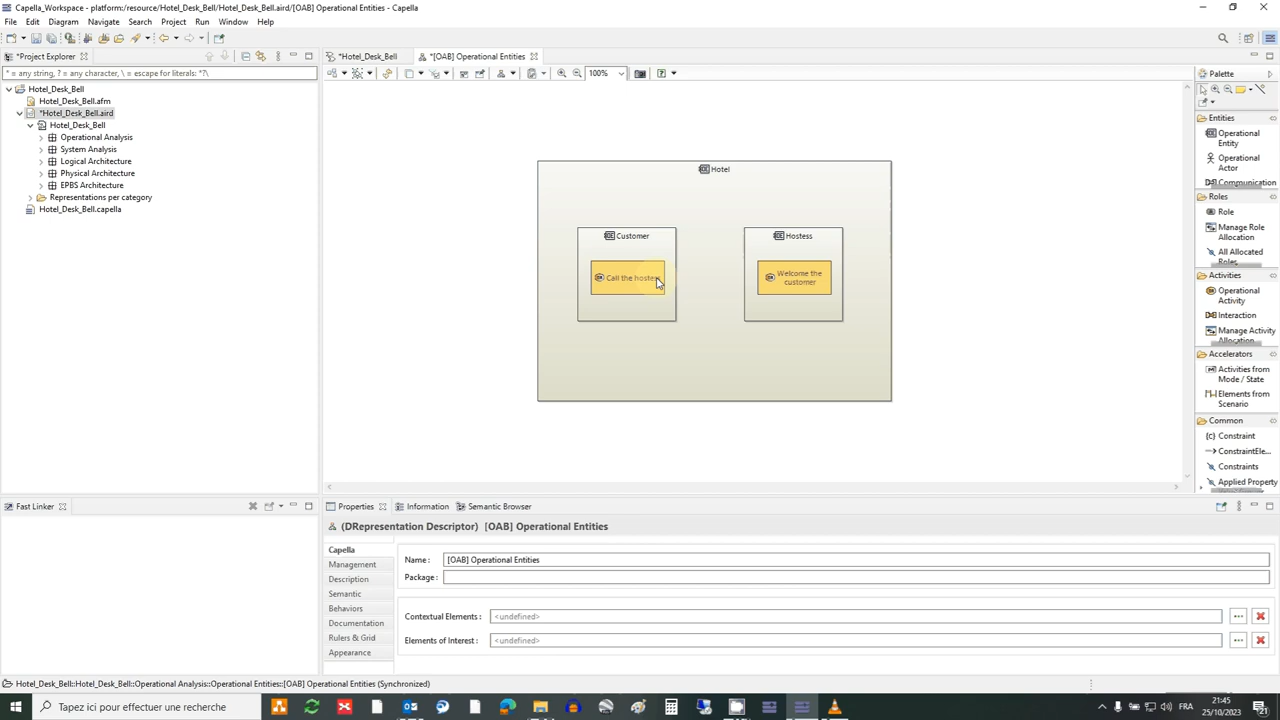 Capella_Workspace - platform:/resource/Hotel_Desk_Bell/Hotel_Desk_Bell.aird/[OAB] Operational Entities - Capella
File Edit Diagram Navigate Search Project Run Window Help
*Project Explorer
* = any string, ? = any character, \ = escape for literals: *?\
Hotel_Desk_Bell
Hotel_Desk_Bell.afm
*Hotel_Desk_Bell.aird
Hotel_Desk_Bell
Operational Analysis
System Analysis
Logical Architecture
Physical Architecture
EPBS Architecture
Representations per category
Hotel_Desk_Bell.capella
*Hotel_Desk_Bell
*[OAB] Operational Entities
100%
Hotel
Customer
Call the hostess
Hostess
Welcome the
customer
Palette
Entities
Operational
Entity
Operational
Actor
Communication
Roles
Role
Manage Role
Allocation
All Allocated
Roles
Activities
Operational
Activity
Interaction
Manage Activity
Allocation
Accelerators
Activities from
Mode / State
Elements from
Scenario
Common
Constraint
ConstraintEle...
Constraints
Applied Property
Fast Linker
Properties
Information
Semantic Browser
(DRepresentation Descriptor) [OAB] Operational Entities
Capella
Management
Description
Semantic
Behaviors
Documentation
Rulers & Grid
Appearance
Name : [OAB] Operational Entities
Package :
Contextual Elements : <undefined>
Elements of Interest : <undefined>
Hotel_Desk_Bell::Hotel_Desk_Bell::Operational Analysis::Operational Entities::[OAB] Operational Entities (Synchronized)
Tapez ici pour effectuer une recherche
FRA
21:45
25/10/2023